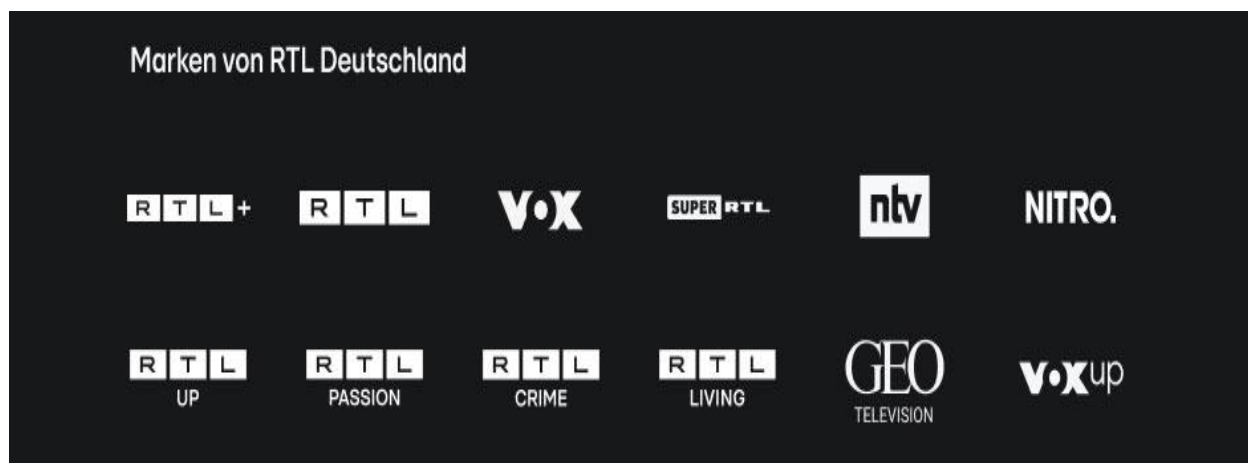 Marken von RTL Deutschland
RTL+
RTL
VOX
SUPER RTL
ntv
NITRO.
RTL
UP
RTL
PASSION
RTL
CRIME
RTL
LIVING
GEO
TELEVISION
VOXup